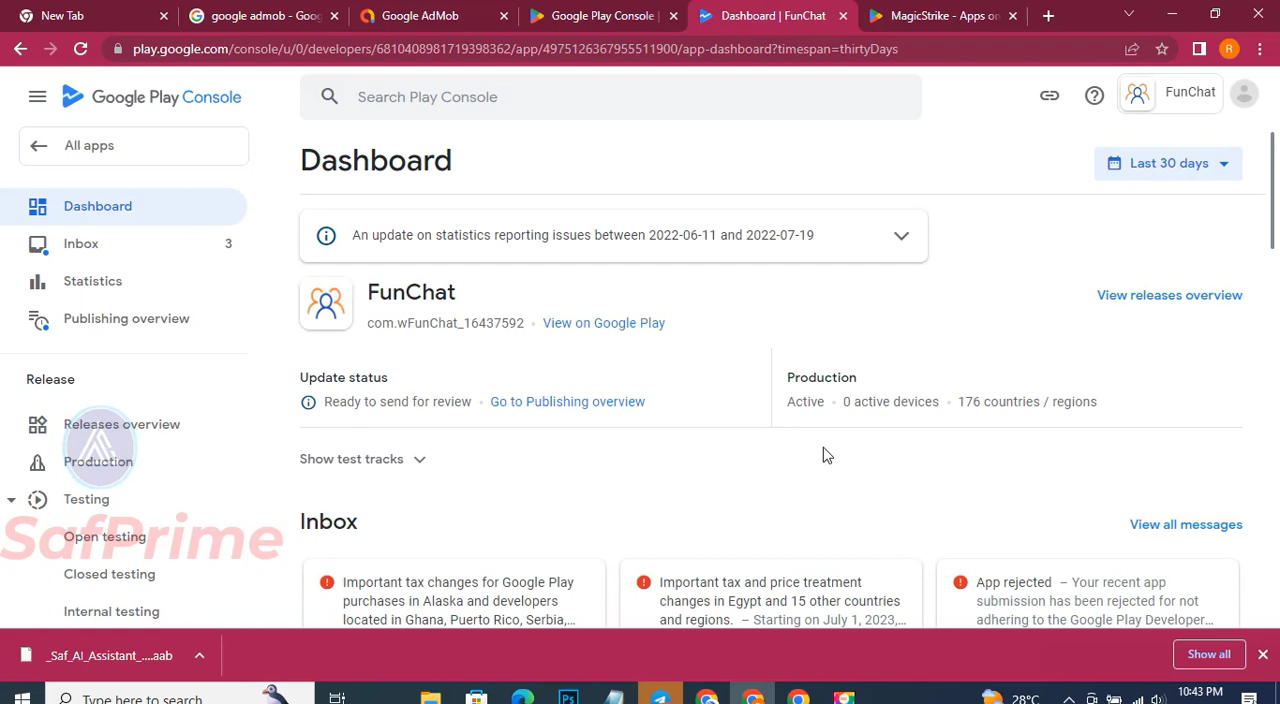 New Tab
google admob - Goog
Google AdMob
Google Play Console |
Dashboard | FunChat
MagicStrike - Apps on
play.google.com/console/u/0/developers/6810408981719398362/app/4975126367955511900/app-dashboard?timespan=thirtyDays
R
Google Play Console
Search Play Console
FunChat
All apps
Dashboard
Last 30 days
Dashboard
An update on statistics reporting issues between 2022-06-11 and 2022-07-19
Inbox 3
Statistics
FunChat
View releases overview
Publishing overview
com.wFunChat_16437592 • View on Google Play
Release
Update status
Production
Ready to send for review • Go to Publishing overview
Active • 0 active devices • 176 countries / regions
Releases overview
Production
Show test tracks
Testing
SafPrime
Open testing
Closed testing
Internal testing
Inbox
View all messages
Important tax changes for Google Play
purchases in Alaska and developers
located in Ghana, Puerto Rico, Serbia,...
Important tax and price treatment
changes in Egypt and 15 other countries
and regions. – Starting on July 1, 2023,...
App rejected – Your recent app
submission has been rejected for not
adhering to the Google Play Developer...
_Saf_AI_Assistant_....aab
Show all
Type here to search
Ps
28°C
10:43 PM